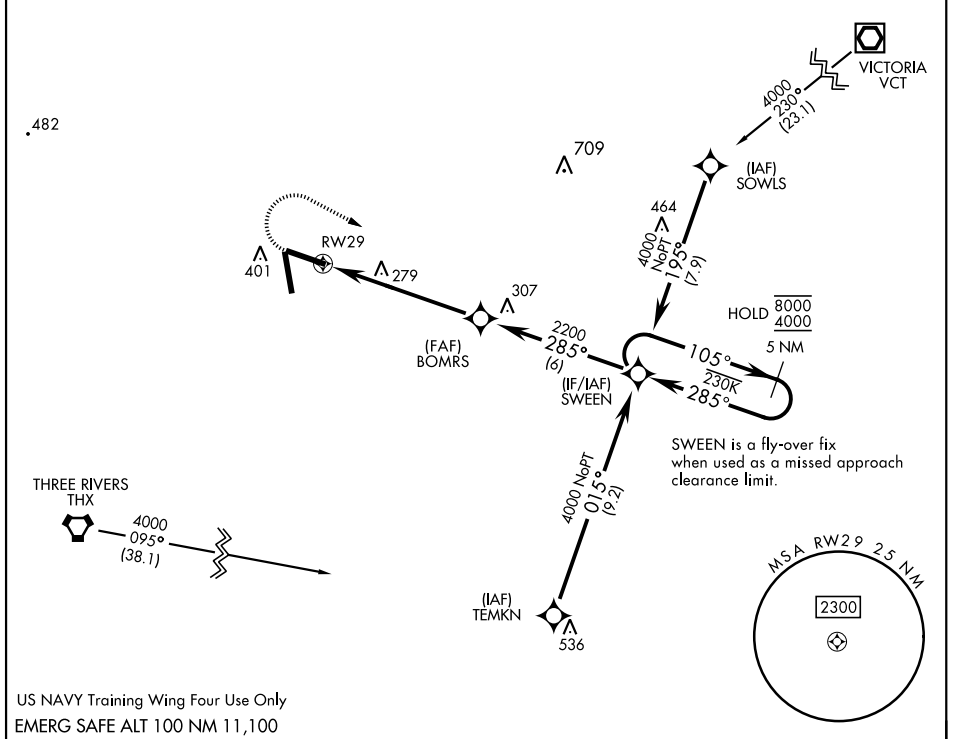 VICTORIA
VCT
4000
230°
(23.1)
.482
709
(IAF)
SOWLS
464
4000
NoPT
195°
(7.9)
RW29
401
279
307
HOLD 8000
4000
5 NM
(FAF)
BOMRS
2200
285°
(6)
105°
230K
285°
(IF/IAF)
SWEEN
SWEEN is a fly-over fix
when used as a missed approach
clearance limit.
THREE RIVERS
THX
4000
095°
(38.1)
4000 NoPT
015°
(9.2)
(IAF)
TEMKN
536
MSA RW29 25 NM
2300
US NAVY Training Wing Four Use Only
EMERG SAFE ALT 100 NM 11,100